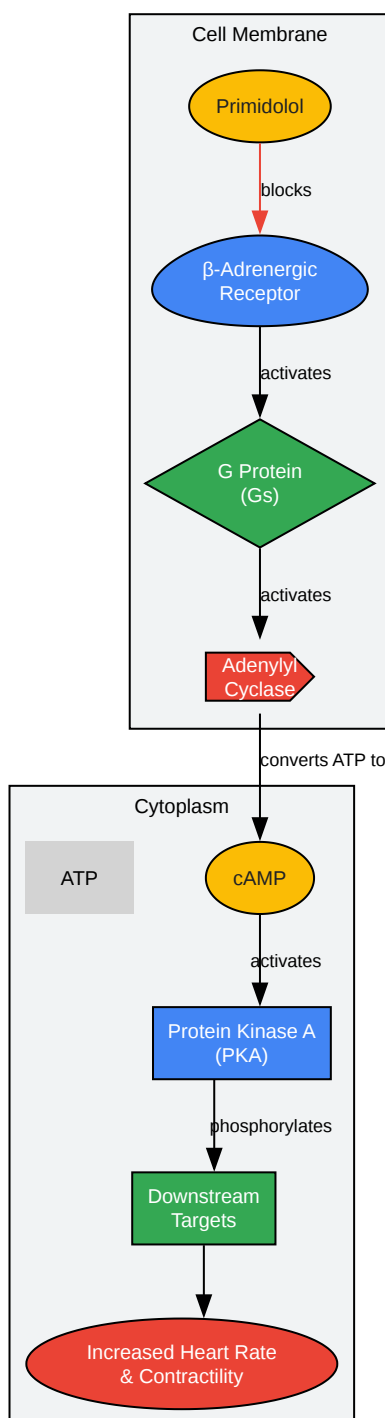 Cell Membrane
Primidolol
blocks
β-Adrenergic
Receptor
activates
G Protein
(Gs)
activates
Adenylyl
Cyclase
converts ATP to
Cytoplasm
ATP
cAMP
activates
Protein Kinase A
(PKA)
phosphorylates
Downstream
Targets
Increased Heart Rate
& Contractility